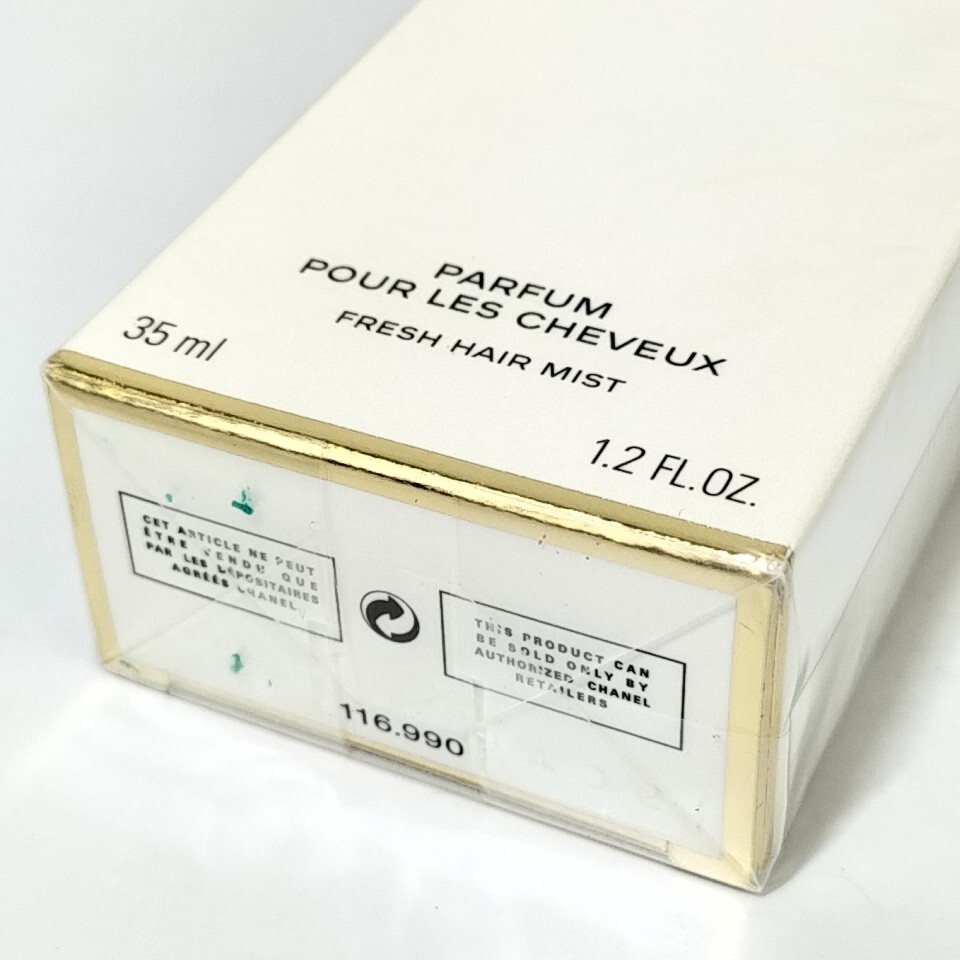 PARFUM
POUR LES CHEVEUX
FRESH HAIR MIST
35 ml
1.2 FL.OZ.
CET ARTICLE NE PEUT
ÊTRE VENDU QUE
PAR LES DÉPOSITAIRES
AGRÉÉS CHANEL
THIS PRODUCT CAN
BE SOLD ONLY BY
AUTHORIZED CHANEL
RETAILERS
116.990